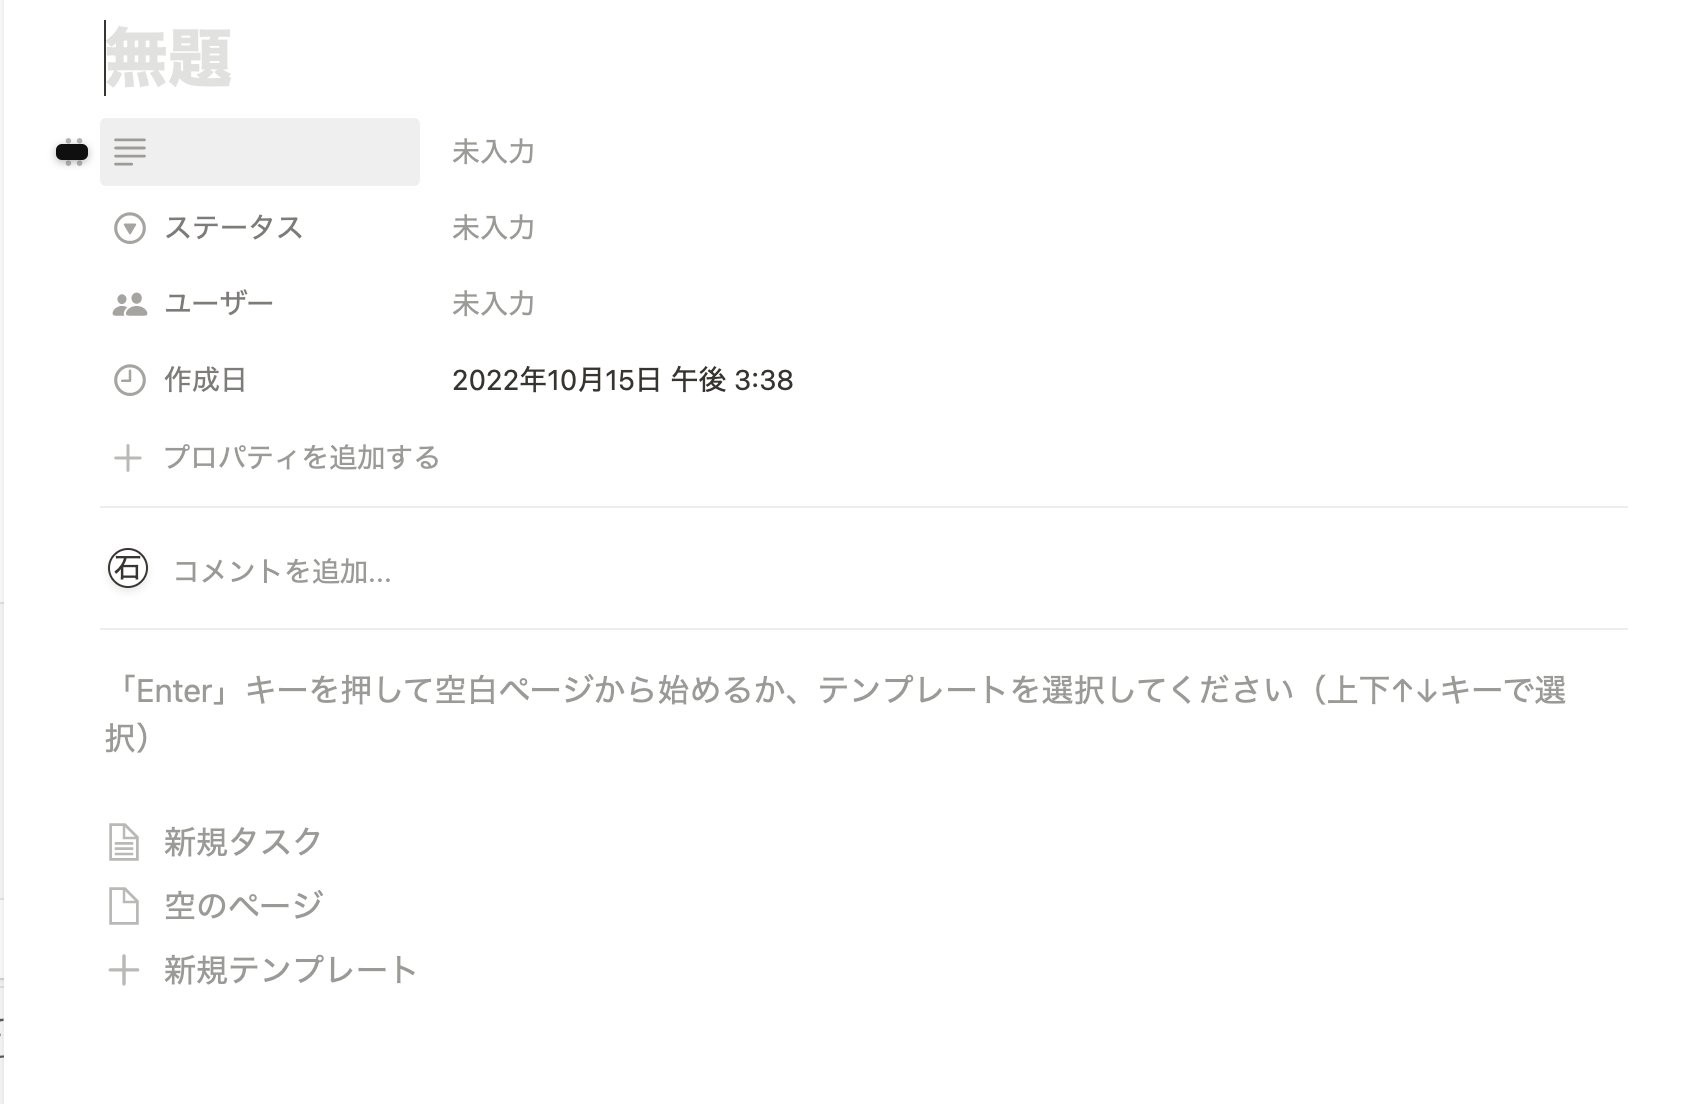 無題
未入力
ステータス 未入力
ユーザー 未入力
作成日 2022年10月15日 午後 3:38
プロパティを追加する
石 コメントを追加...
「Enter」キーを押して空白ページから始めるか、テンプレートを選択してください（上下↑↓キーで選
択）
新規タスク
空のページ
新規テンプレート